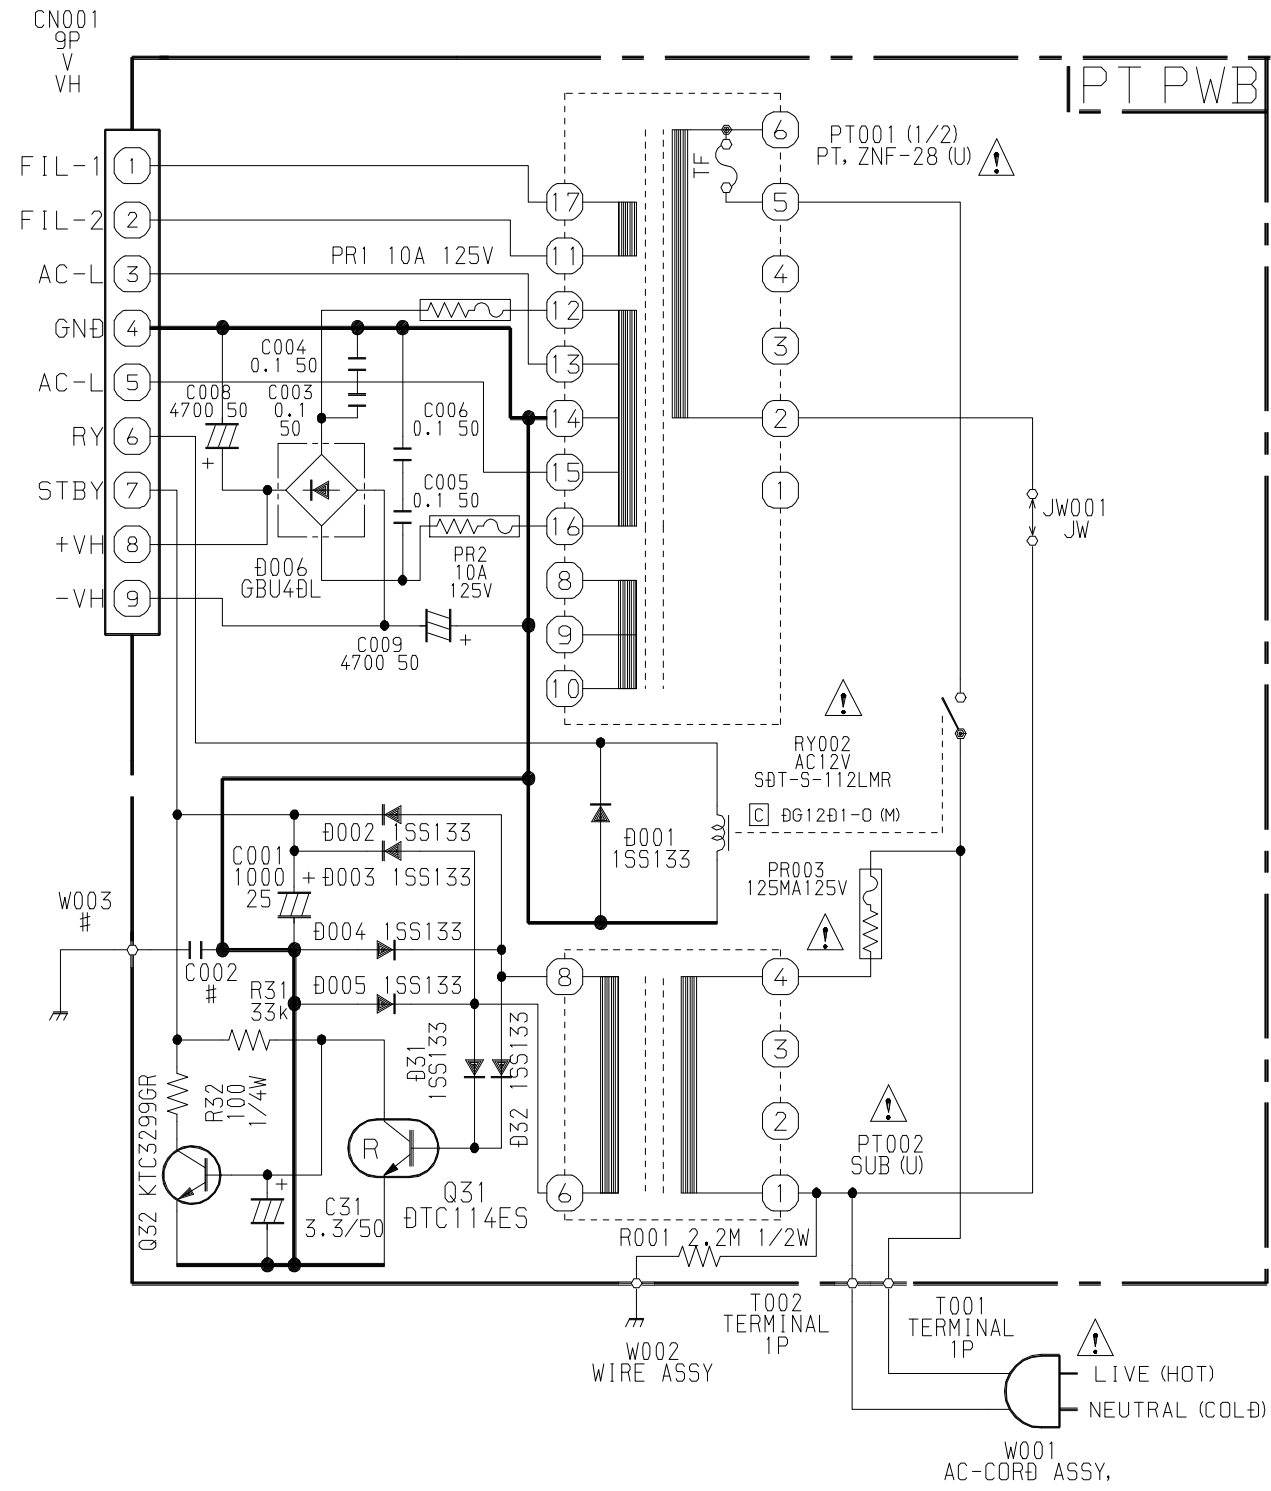 CN001
9P
V
VH
PT PWB
FIL-1
1
FIL-2
2
AC-L
3
GND
4
AC-L
5
RY
6
STBY
7
+VH
8
-VH
9
PR1 10A 125V
17
11
12
13
14
15
16
8
9
10
TF
6
5
4
3
2
1
PT001 (1/2)
PT, ZNF-28 (U)
!
C004
0.1 50
C003
0.1
50
C008
4700 50
+
C006
0.1 50
C005
0.1 50
D006
GBU4DL
PR2
10A
125V
C009
4700 50
+
JW001
JW
!
RY002
AC12V
SDT-S-112LMR
C DG12D1-O (M)
D001
1SS133
PR003
125MA125V
!
D002 1SS133
D003 1SS133
C001
1000
25
+
W003
#
C002
#
D004 1SS133
D005 1SS133
R31
33k
R32
100
1/4W
D31
1SS133
D32 1SS133
Q32 KTC3299GR
R
Q31
DTC114ES
C31
3.3/50
+
8
6
4
3
2
1
!
PT002
SUB (U)
R001 2.2M 1/2W
W002
WIRE ASSY
T002
TERMINAL
1P
T001
TERMINAL
1P
!
LIVE (HOT)
NEUTRAL (COLD)
W001
AC-CORD ASSY,